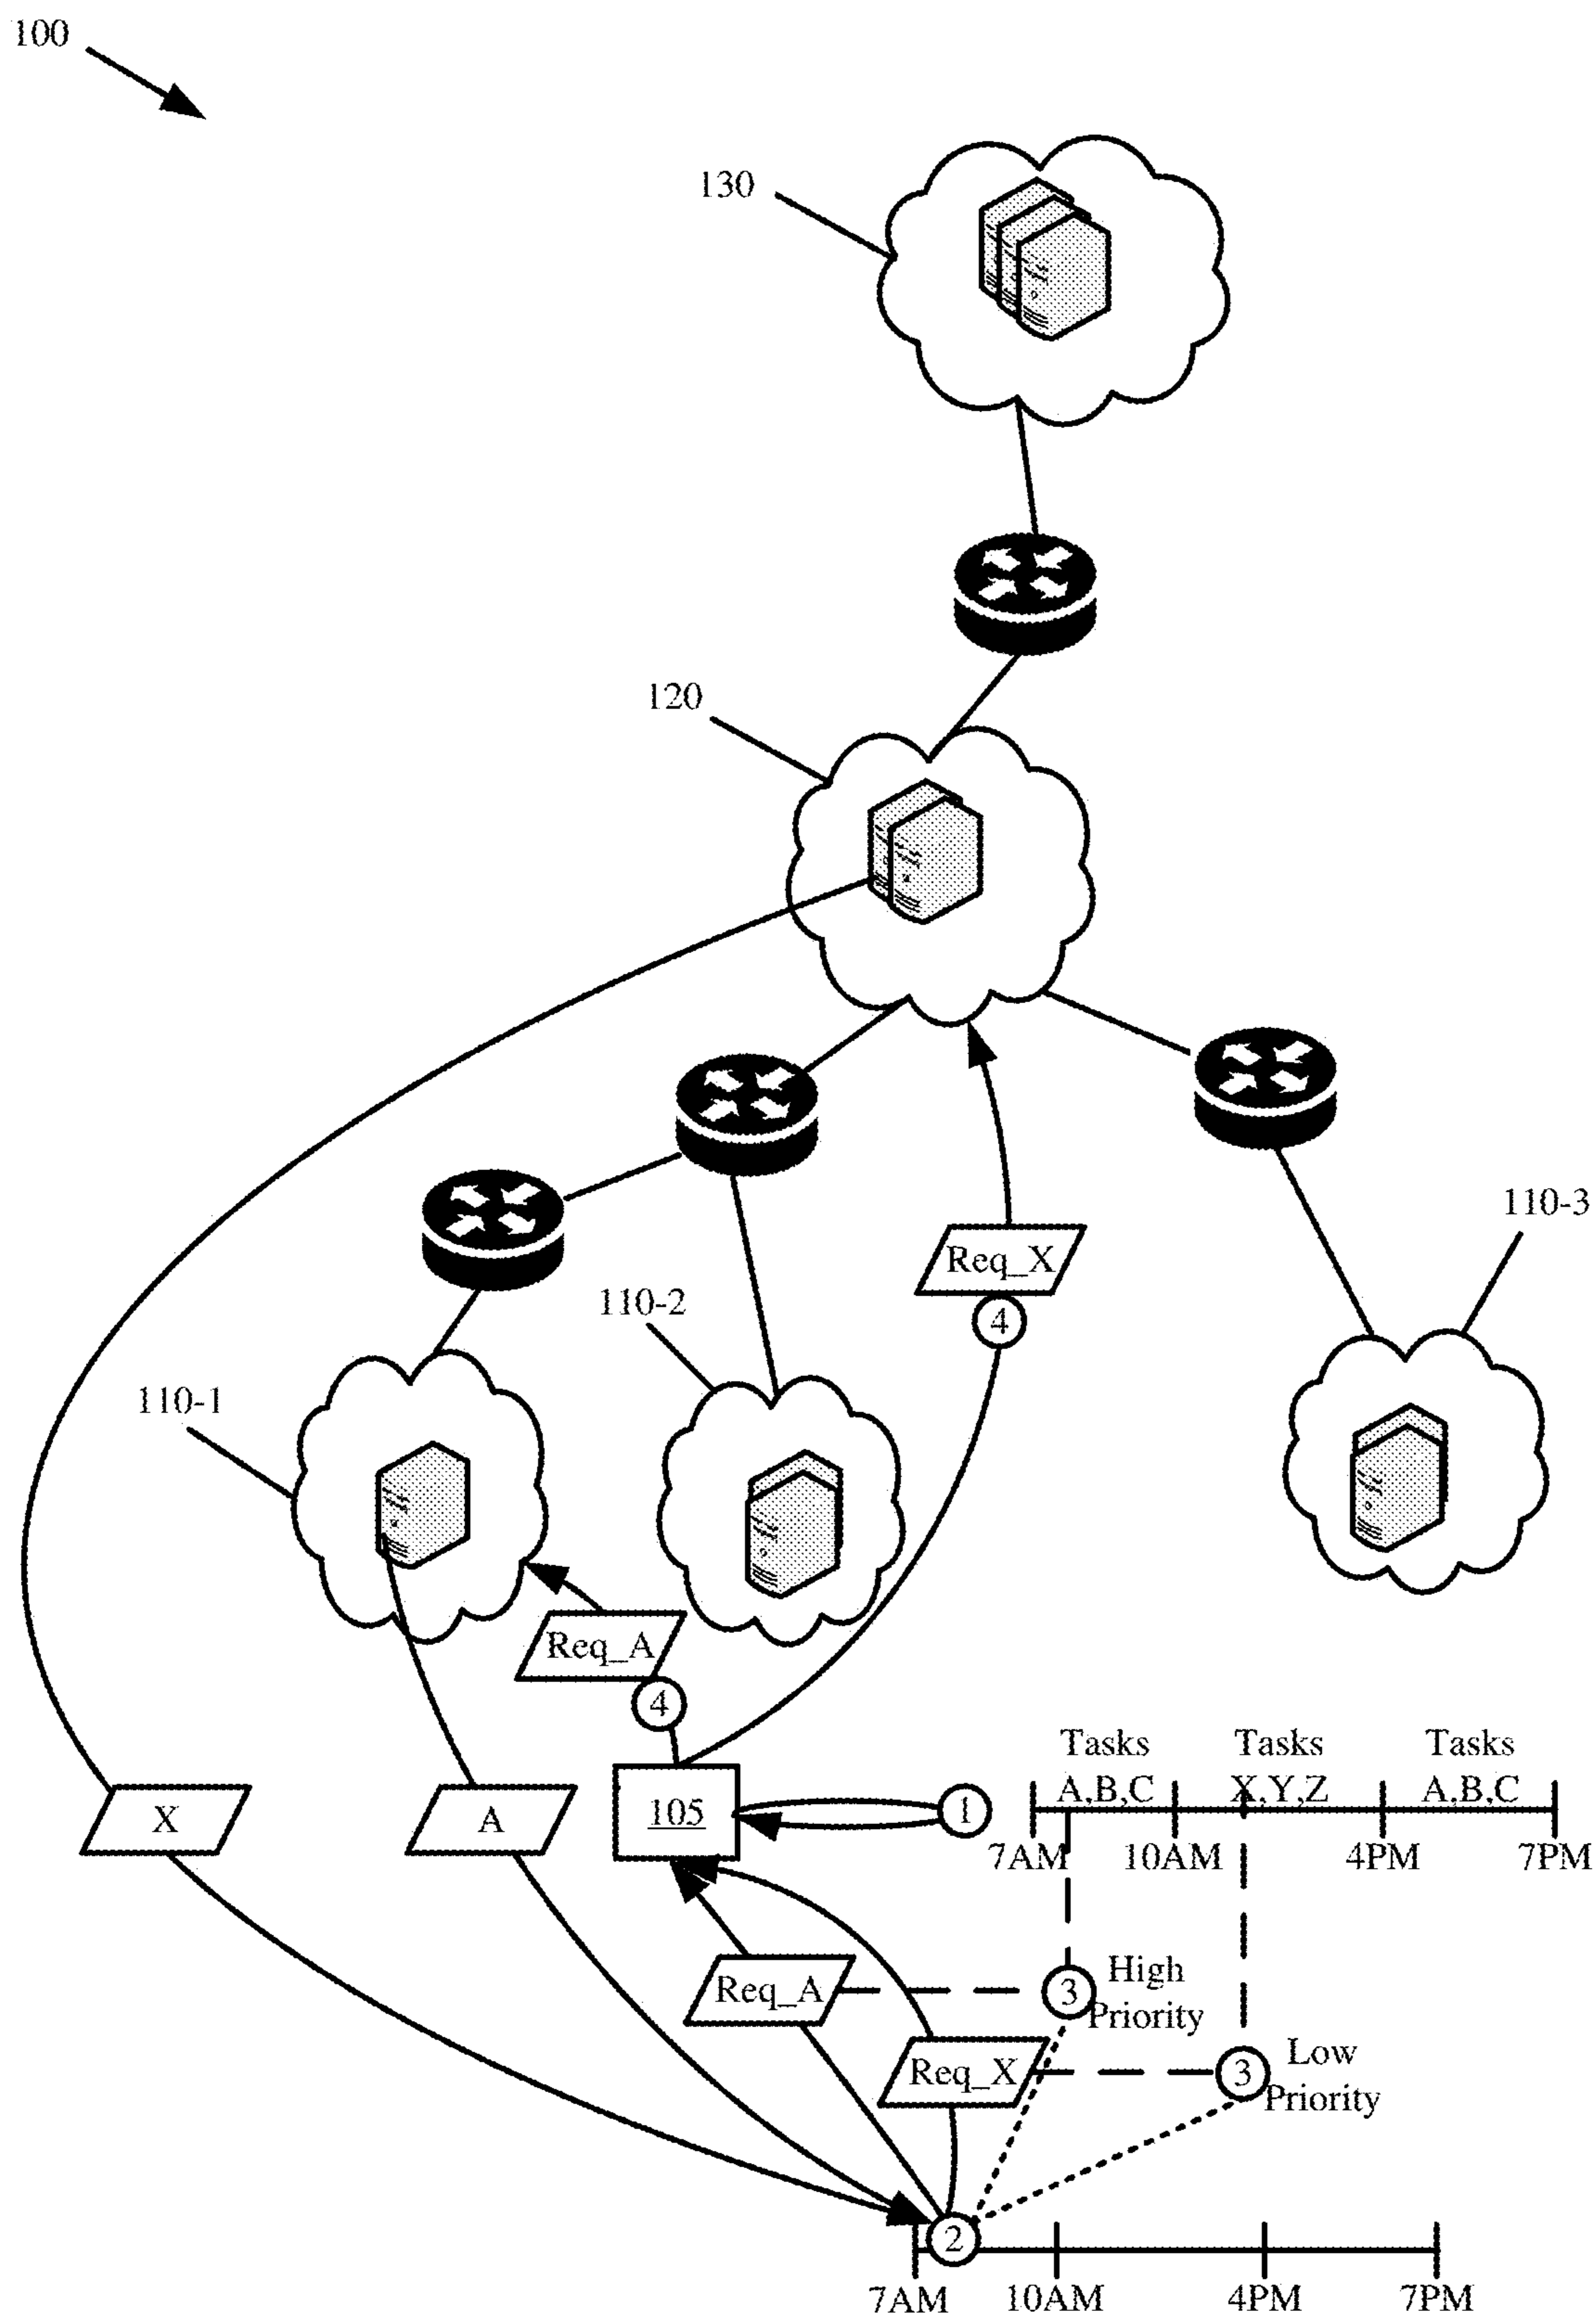 100
130
120
110-3
Req_X
4
110-2
110-1
Req_A
4
Tasks Tasks Tasks
A,B,C X,Y,Z A,B,C
X A 105 1
7AM 10AM 4PM 7PM
High
Req_A 3
Priority
Low
Req_X 3
Priority
2
7AM 10AM 4PM 7PM